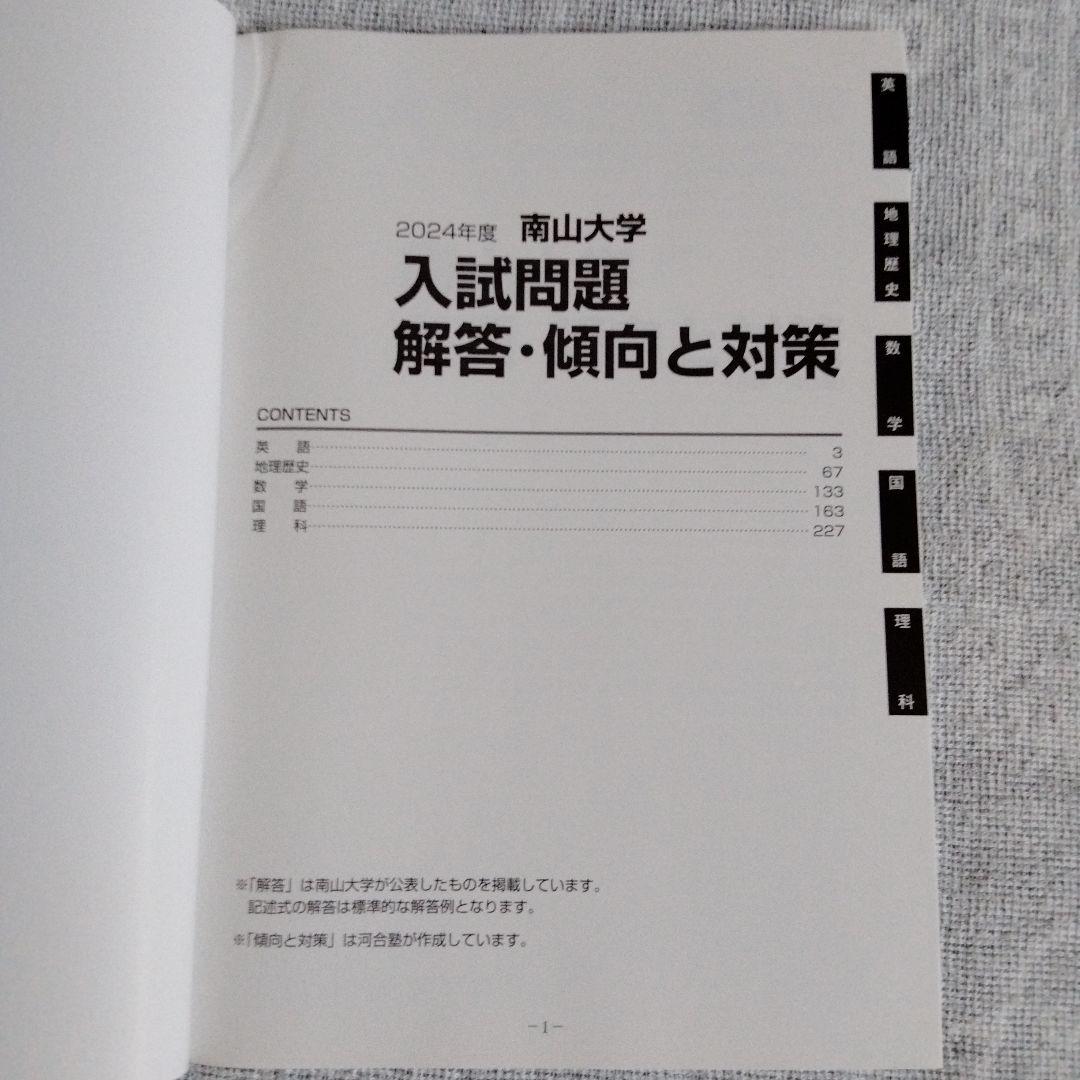 2024年度 南山大学
入試問題
解答・傾向と対策
CONTENTS
英　語 3
地理歴史 67
数　学 133
国　語 163
理　科 227
※「解答」は南山大学が公表したものを掲載しています。
記述式の解答は標準的な解答例となります。
※「傾向と対策」は河合塾が作成しています。
−1−
英語
地理歴史
数学
国語
理科